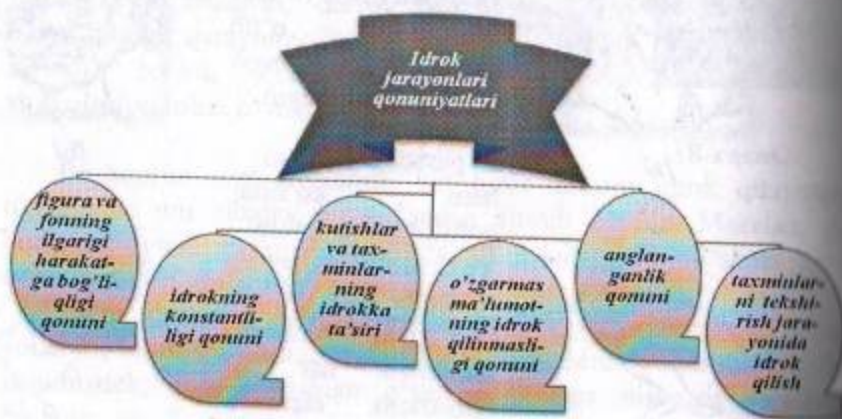 Idrok
jarayonlari
qonuniyatlari
figura va
fonning
ilgarigi
harakat-
ga bog'li-
qligi
qonuni
idrokning
konstantli-
ligi qonuni
kutishlar
va tax-
minlar-
ning
idrokka
ta'siri
o'zgarmas
ma'lumot-
ning idrok
qilinmasli-
gi qonuni
anglan-
ganlik
qonuni
taxminlar-
ni tekshi-
rish jara-
yonida
idrok
qilish